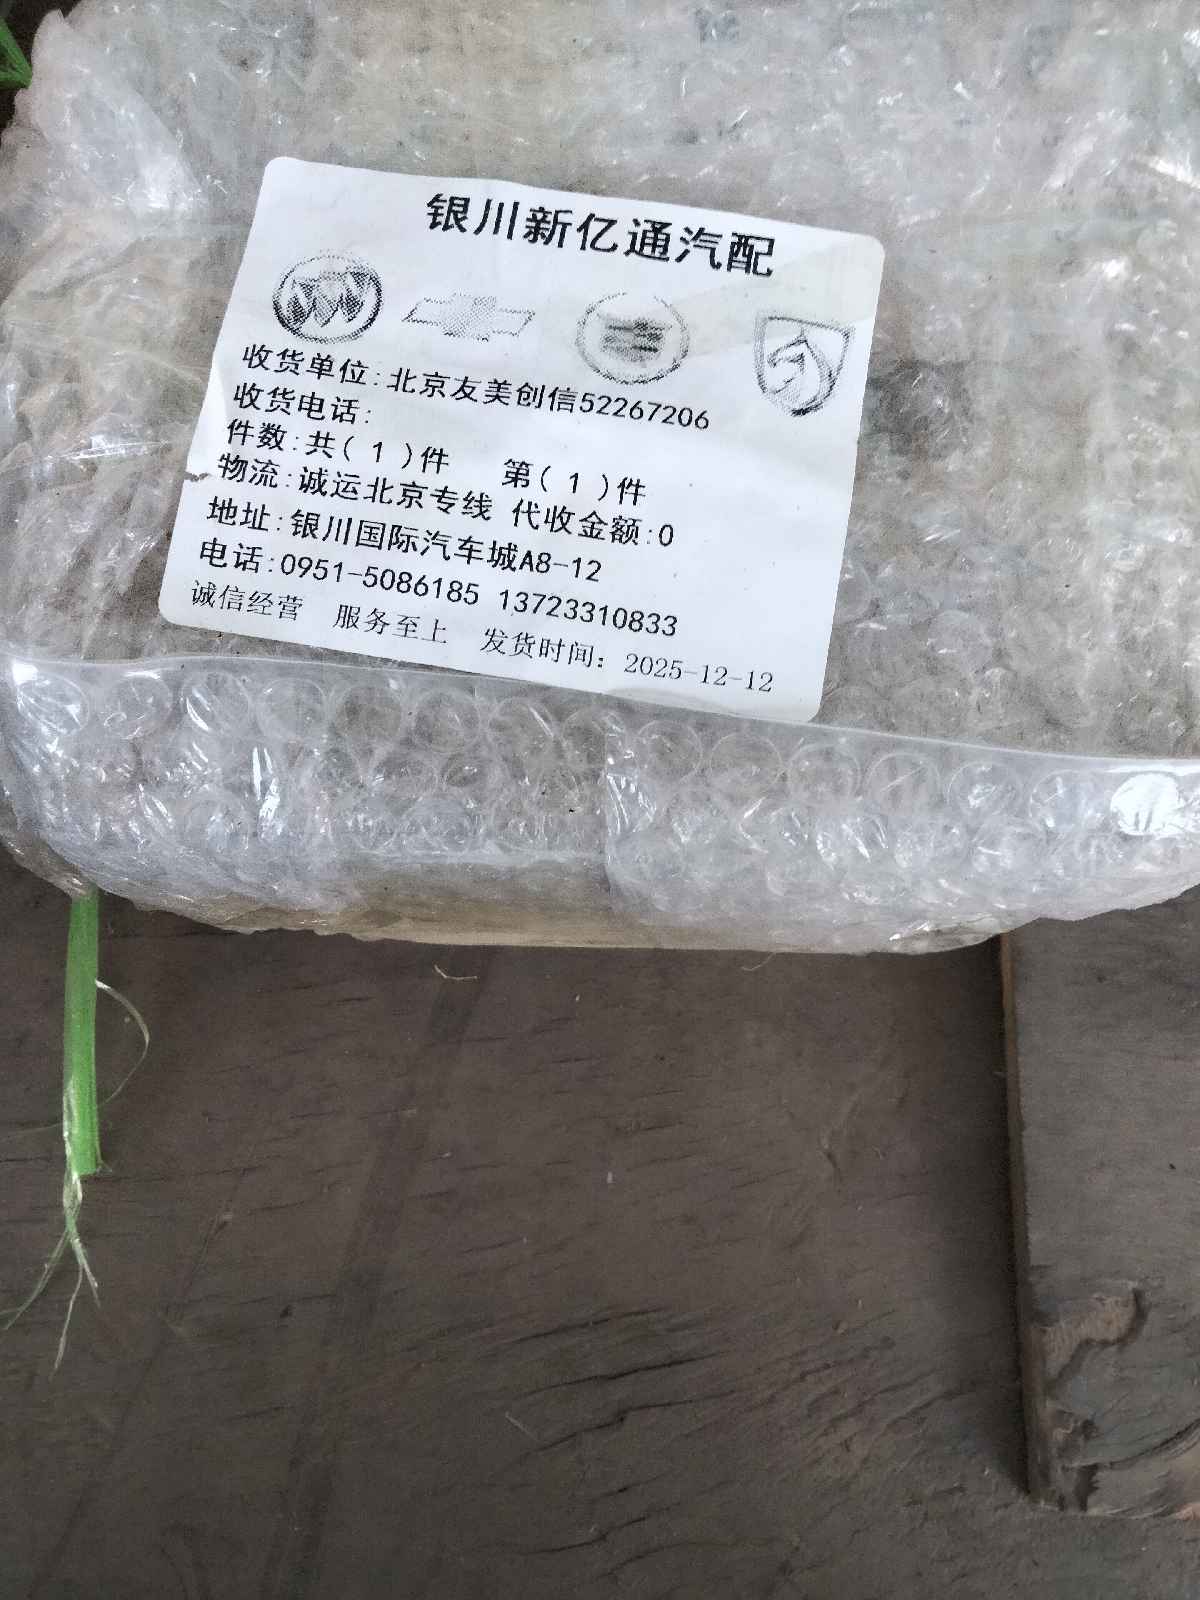 银川新亿通汽配
收货单位:北京友美创信52267206
收货电话:
件数:共( 1 )件 第( 1 )件
物流:诚运北京专线 代收金额:0
地址:银川国际汽车城A8-12
电话:0951-5086185 13723310833
诚信经营 服务至上 发货时间: 2025-12-12